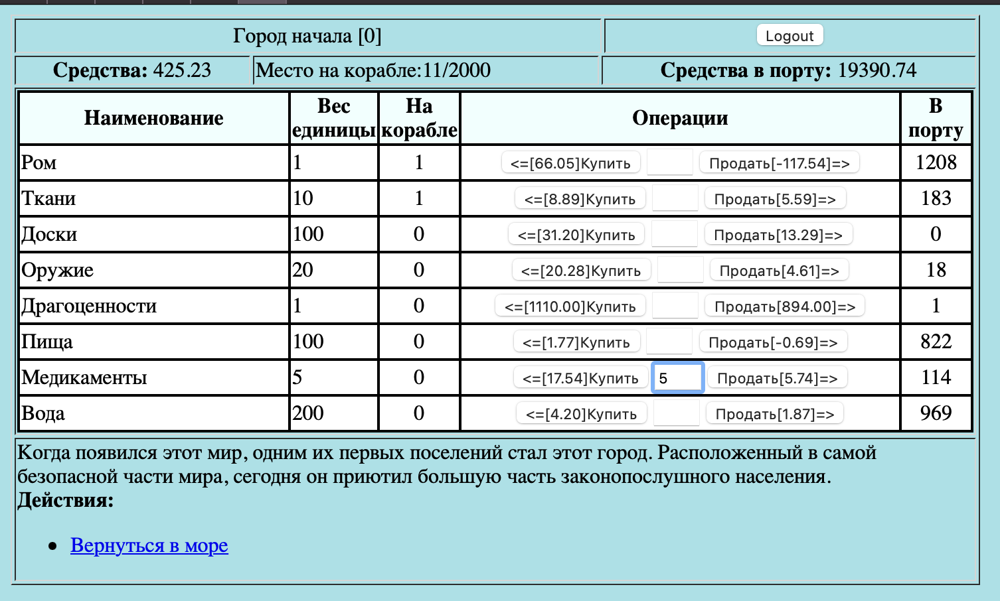 Город начала [0] Logout
Средства: 425.23 Место на корабле:11/2000 Средства в порту: 19390.74
Наименование Вес единицы На корабле Операции В порту
Ром 1 1 <=[66.05]Купить Продать[-117.54]=> 1208
Ткани 10 1 <=[8.89]Купить Продать[5.59]=> 183
Доски 100 0 <=[31.20]Купить Продать[13.29]=> 0
Оружие 20 0 <=[20.28]Купить Продать[4.61]=> 18
Драгоценности 1 0 <=[1110.00]Купить Продать[894.00]=> 1
Пища 100 0 <=[1.77]Купить Продать[-0.69]=> 822
Медикаменты 5 0 <=[17.54]Купить 5 Продать[5.74]=> 114
Вода 200 0 <=[4.20]Купить Продать[1.87]=> 969
Когда появился этот мир, одним их первых поселений стал этот город. Расположенный в самой
безопасной части мира, сегодня он приютил большую часть законопослушного населения.
Действия:
• Вернуться в море